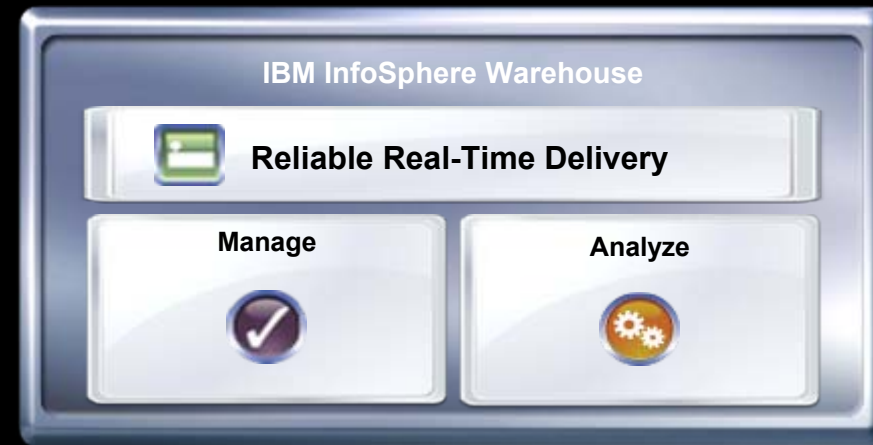 IBM InfoSphere Warehouse
Reliable Real-Time Delivery
Manage
Analyze